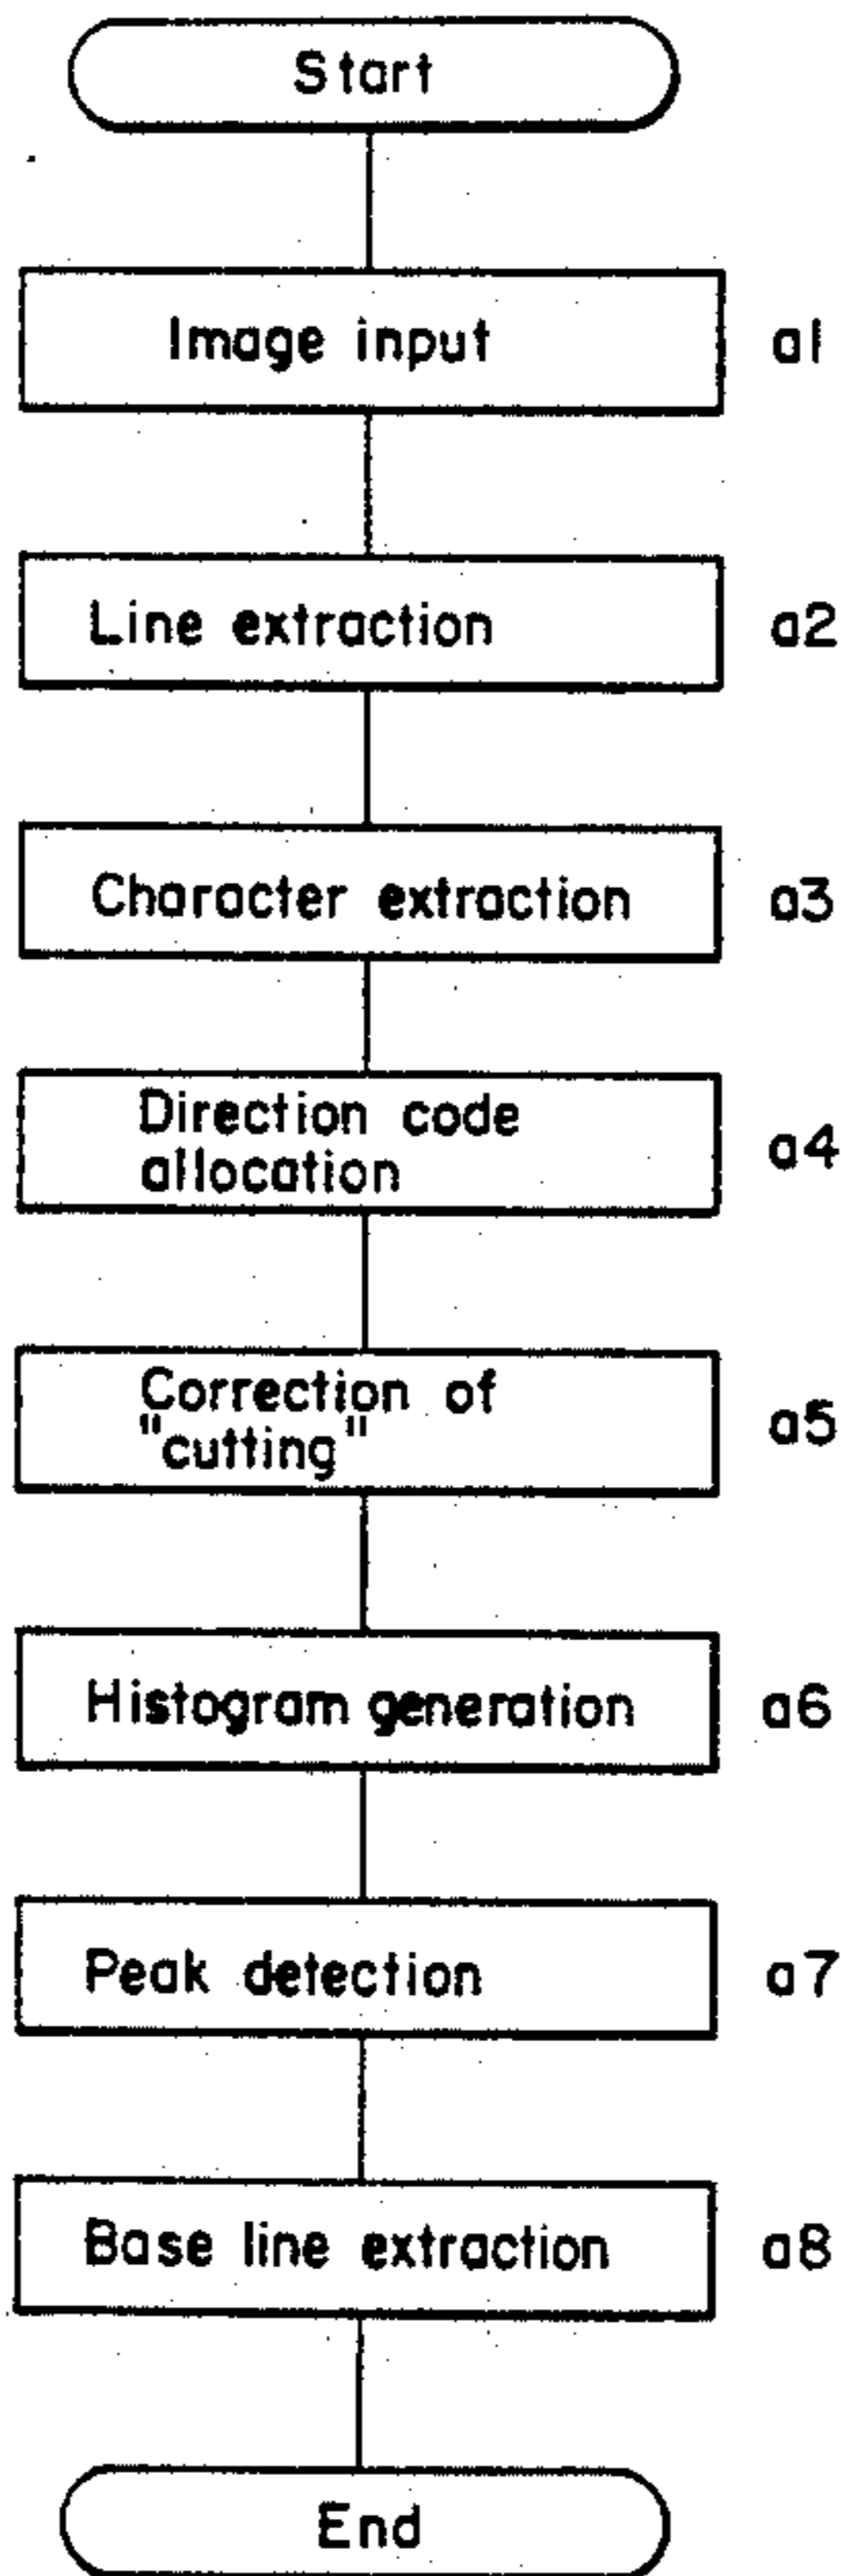 Start
Image input a1
Line extraction a2
Character extraction a3
Direction code
allocation a4
Correction of
"cutting" a5
Histogram generation a6
Peak detection a7
Base line extraction a8
End